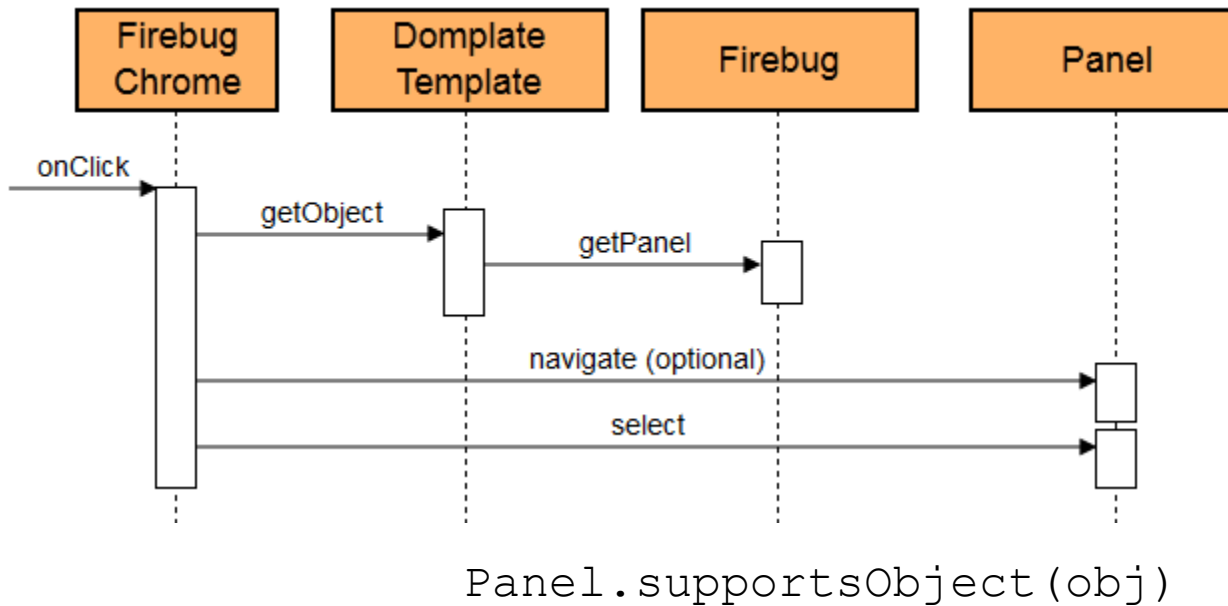 Firebug
Chrome
Domplate
Template
Firebug
Panel
onClick
getObject
getPanel
navigate (optional)
select
Panel.supportsObject(obj)